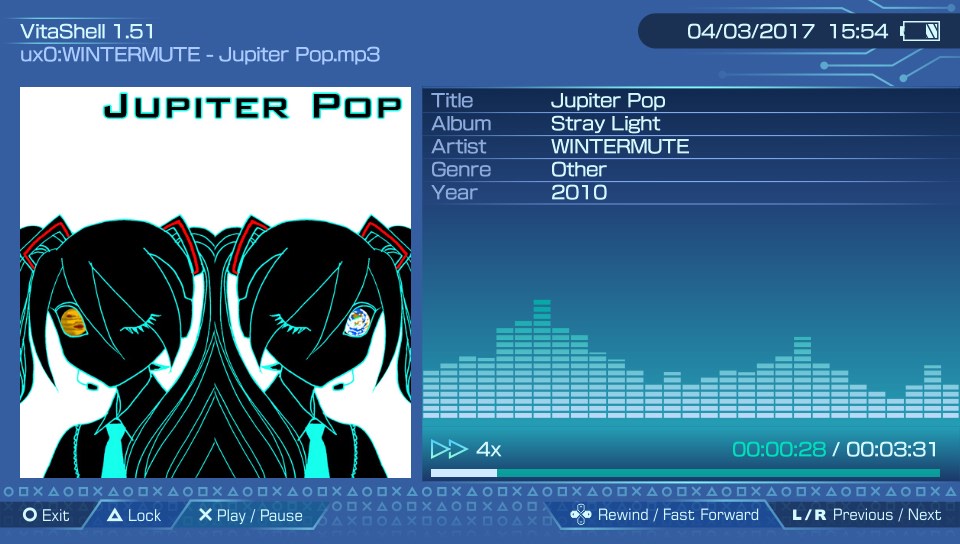 VitaShell 1.51
04/03/2017 15:54
ux0:WINTERMUTE - Jupiter Pop.mp3
JUPITER POP
Title Jupiter Pop
Album Stray Light
Artist WINTERMUTE
Genre Other
Year 2010
4x
00:00:28 / 00:03:31
Exit Lock Play / Pause Rewind / Fast Forward L/R Previous / Next